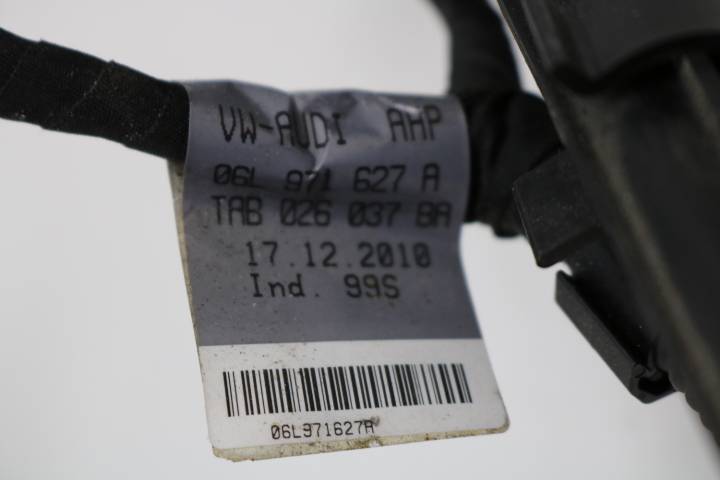 VW-AUDI AHP
06L 971 627 A
TAB 026 037 BA
17.12.2010
Ind. 99S
06L971627A